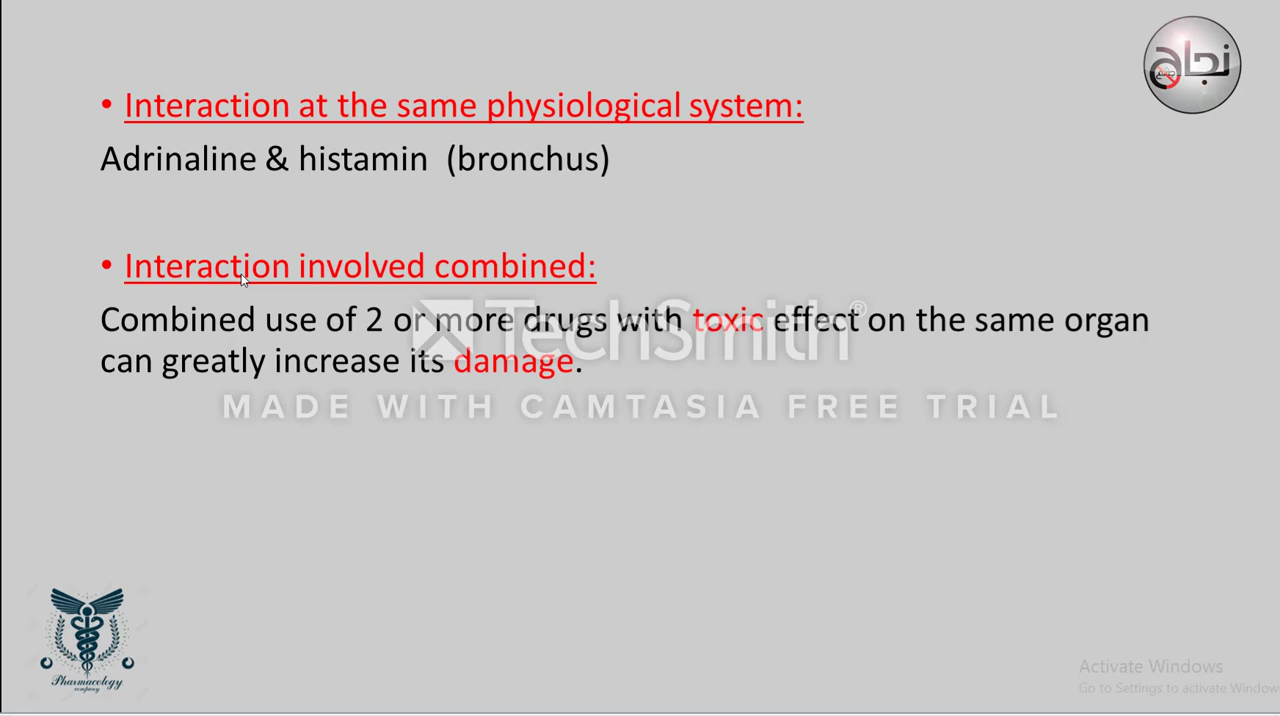 نجاح
• Interaction at the same physiological system:
Adrinaline & histamin (bronchus)
• Interaction involved combined:
Combined use of 2 or more drugs with toxic effect on the same organ
can greatly increase its damage.
TechSmith®
MADE WITH CAMTASIA FREE TRIAL
Pharmacology
company
Activate Windows
Go to Settings to activate Window